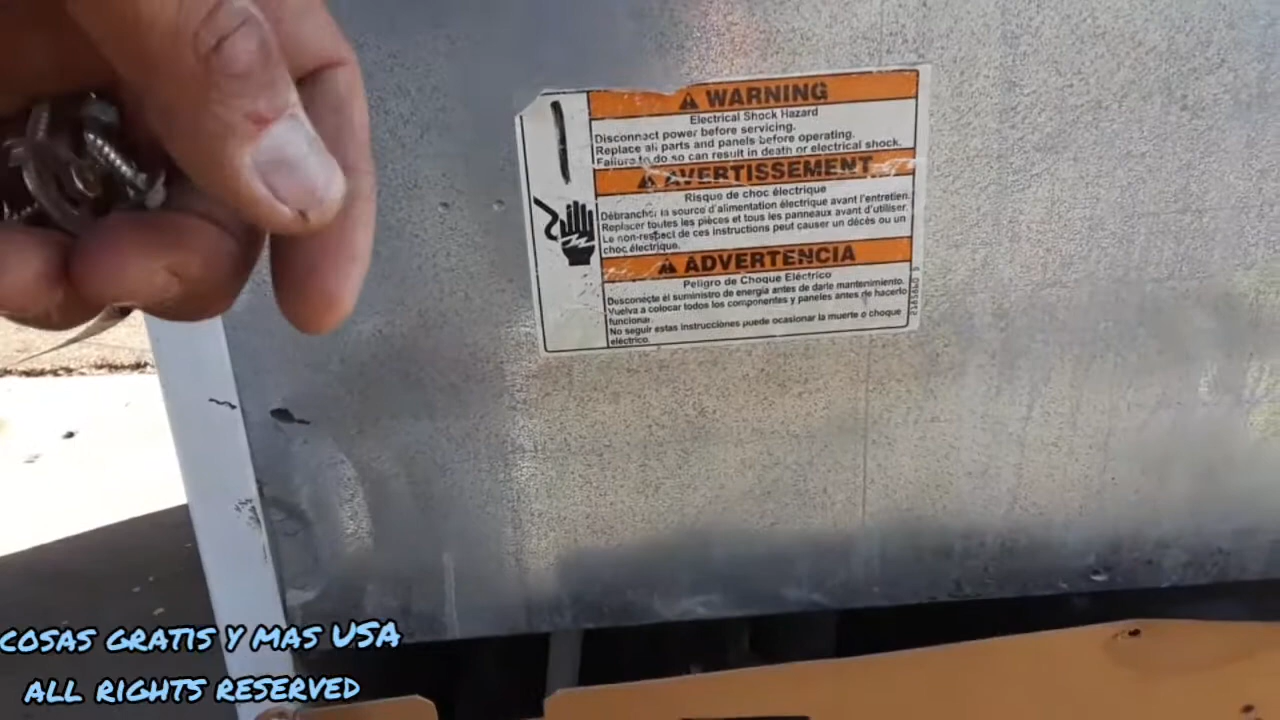 WARNING
Electrical Shock Hazard
Disconnect power before servicing.
Replace all parts and panels before operating.
Failure to do so can result in death or electrical shock.
AVERTISSEMENT
Risque de choc électrique
Débrancher la source d'alimentation électrique avant l'entretien.
Replacer toutes les pièces et tous les panneaux avant d'utiliser.
Le non-respect de ces instructions peut causer un décès ou un
choc électrique.
ADVERTENCIA
Peligro de Choque Eléctrico
Desconecte el suministro de energía antes de darle mantenimiento.
Vuelva a colocar todos los componentes y paneles antes de hacerlo
funcionar.
No seguir estas instrucciones puede ocasionar la muerte o choque
eléctrico.
COSAS GRATIS Y MAS USA
ALL RIGHTS RESERVED